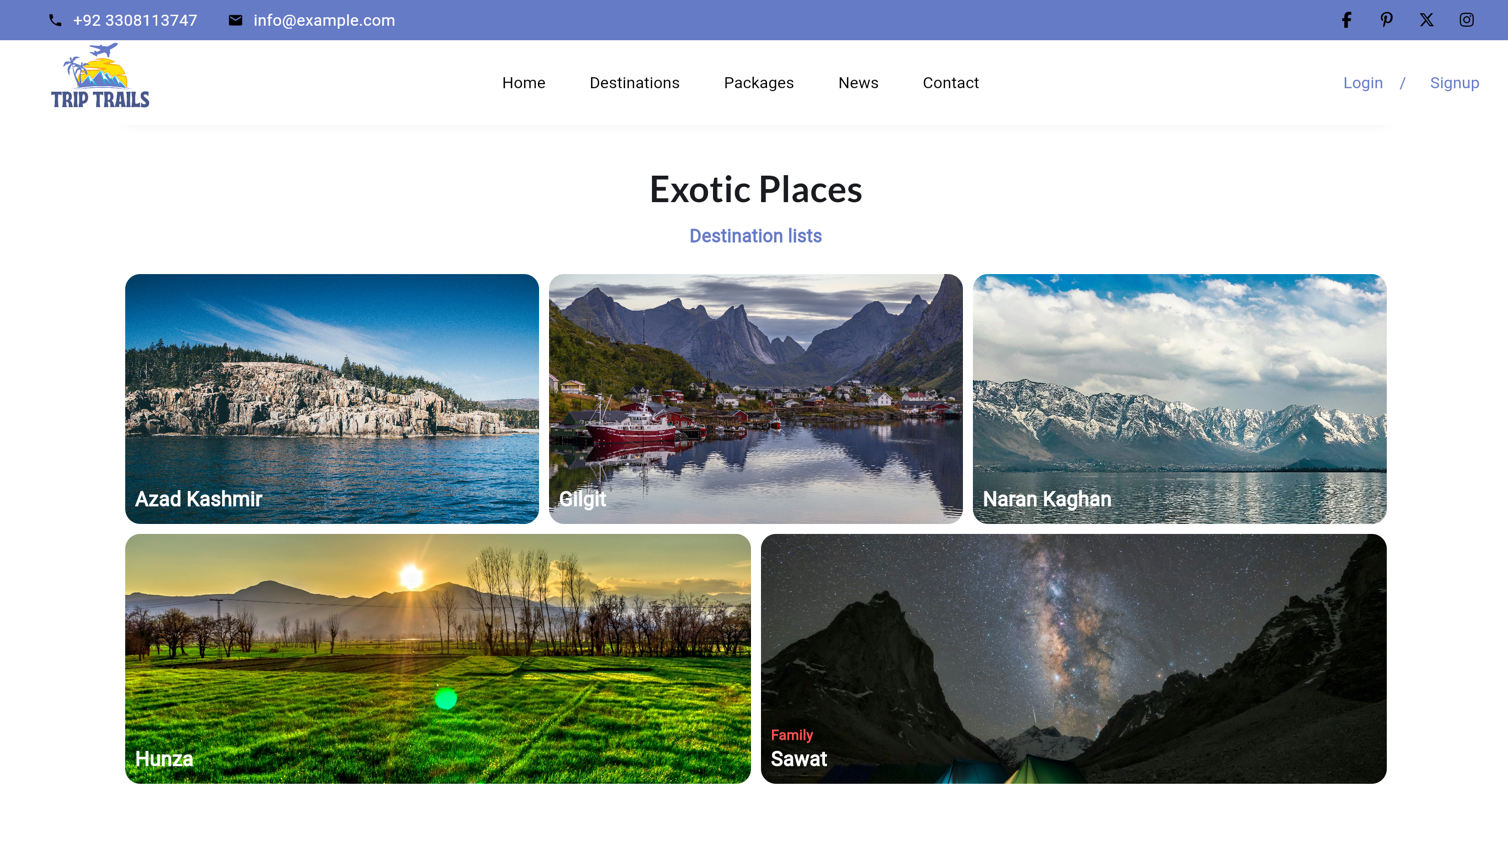 +92 3308113747 info@example.com
TRIP TRAILS
Home Destinations Packages News Contact
Login / Signup
Exotic Places
Destination lists
Azad Kashmir
Gilgit
Naran Kaghan
Hunza
Family
Sawat